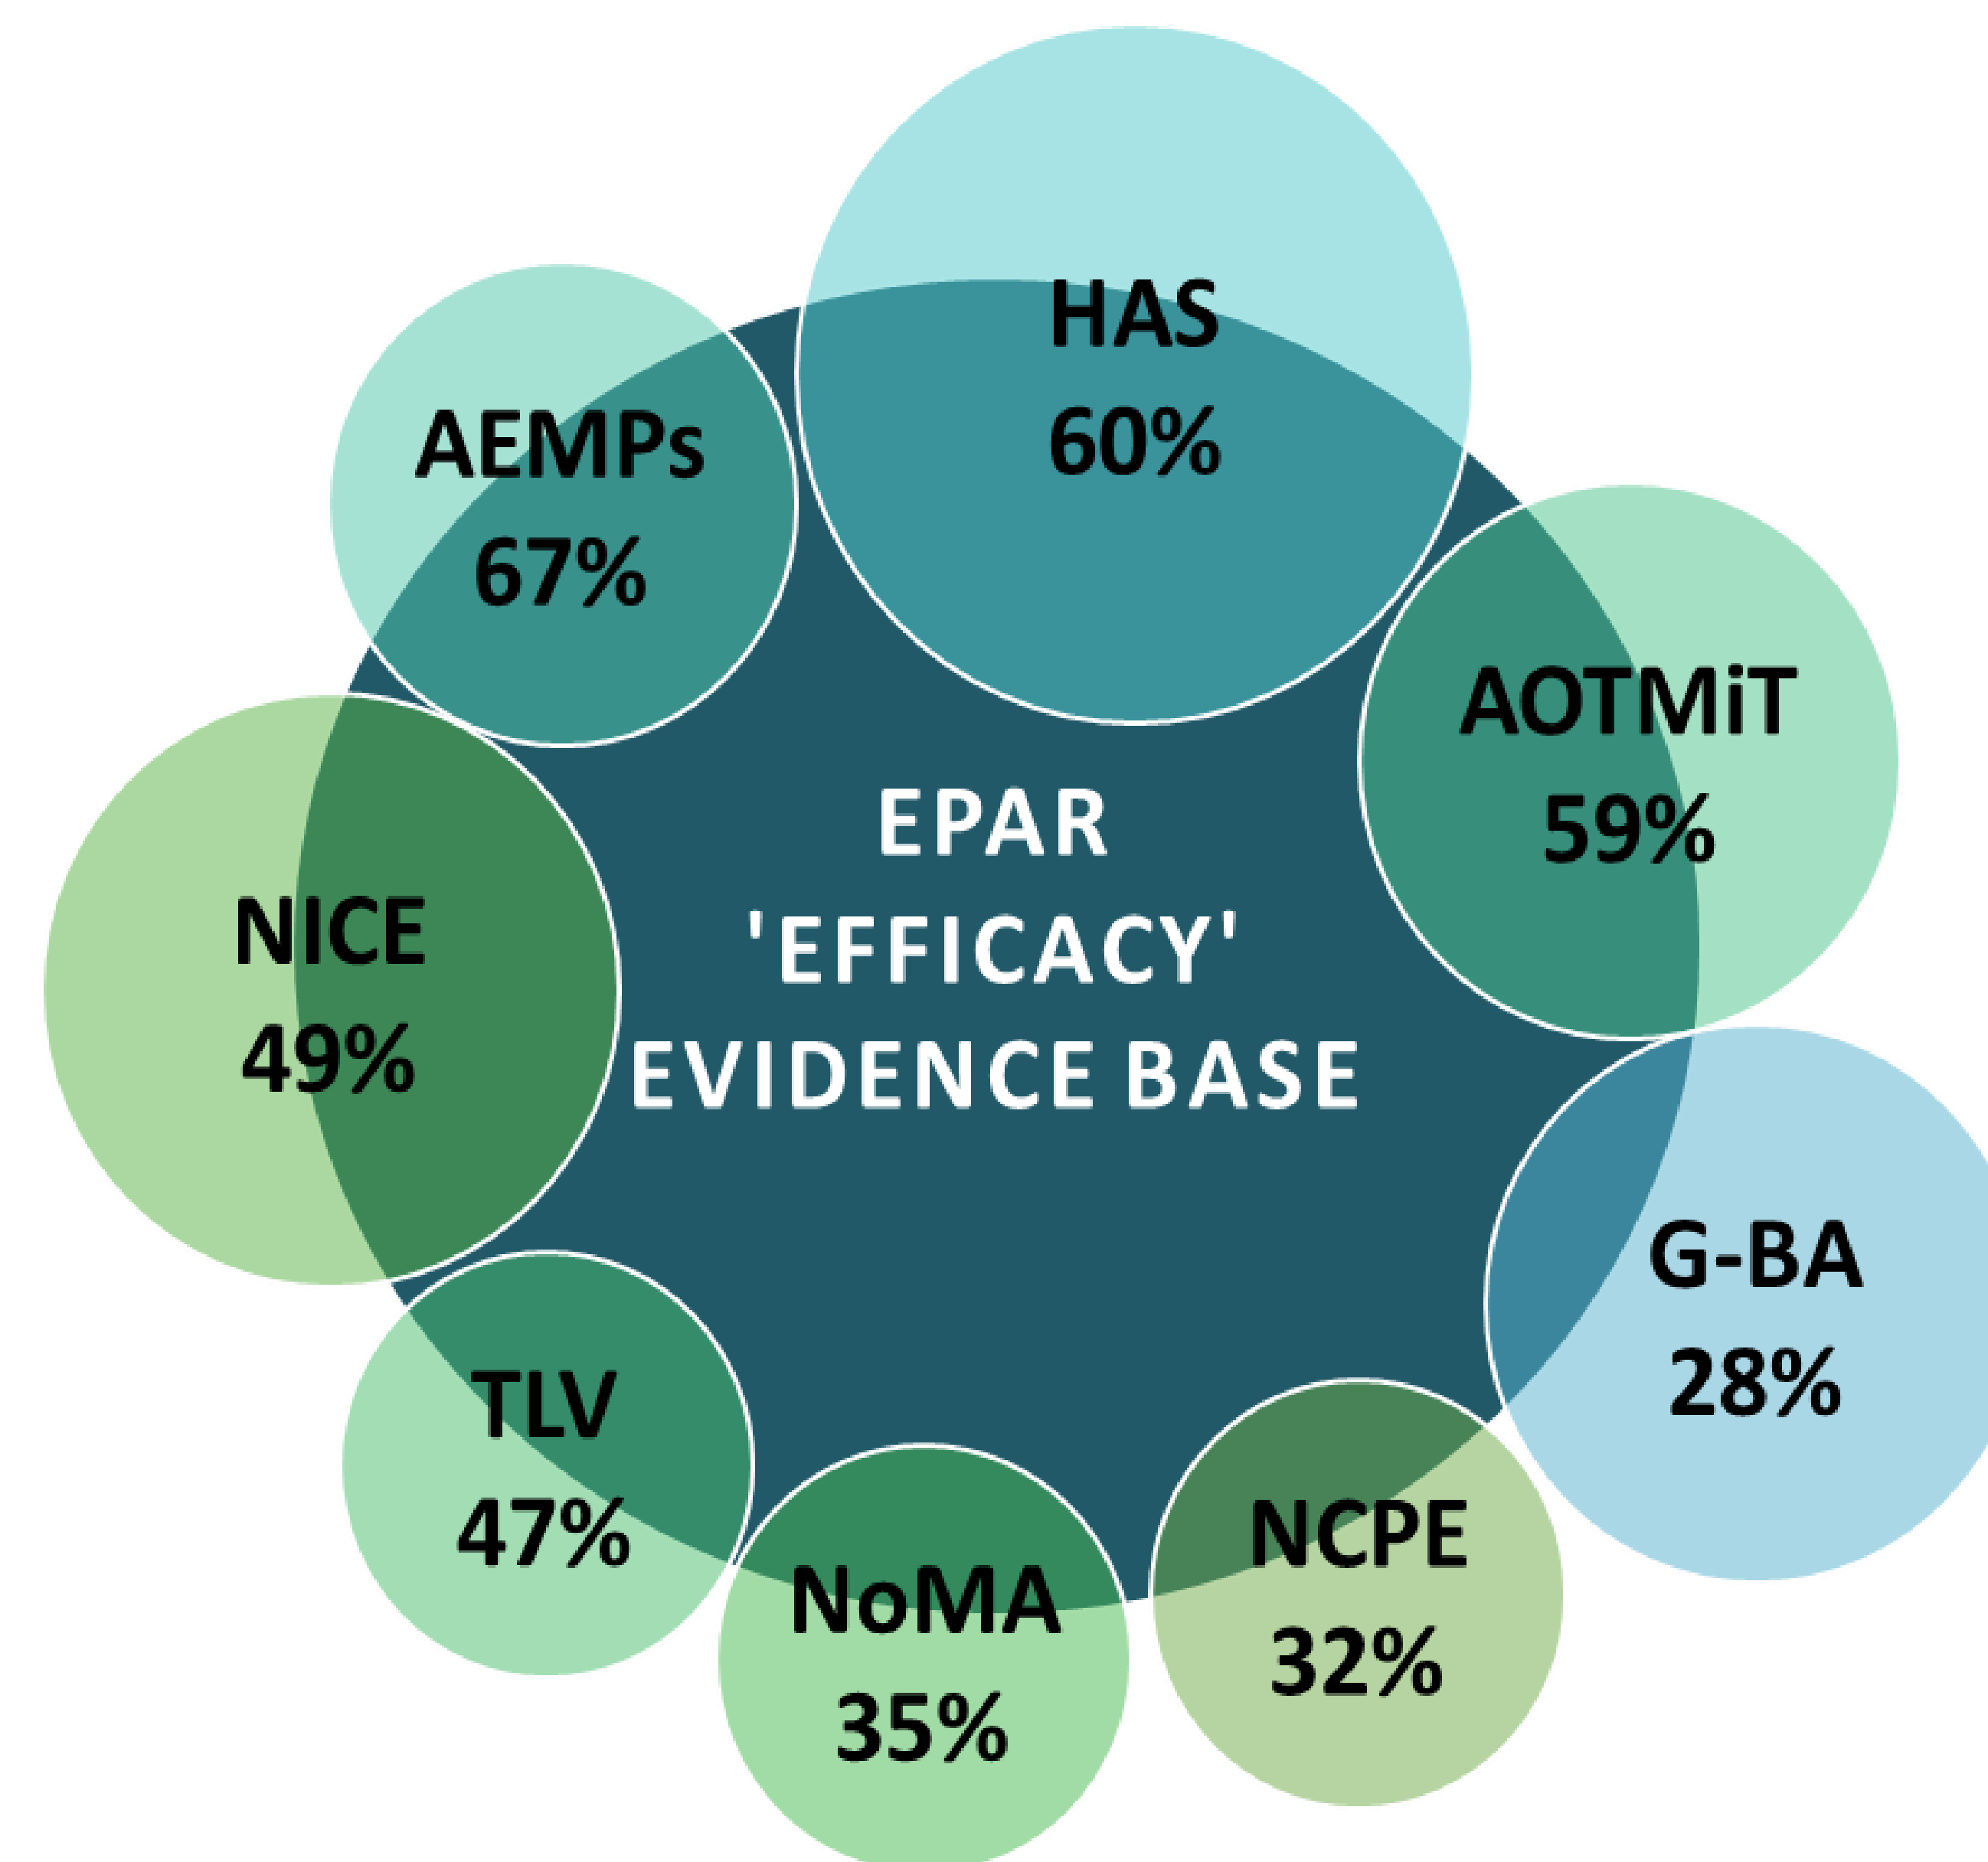 HAS
60%
AEMPs
67%
AOTMiT
59%
EPAR
'EFFICACY'
EVIDENCE BASE
NICE
49%
G-BA
28%
TLV
47%
NCPE
32%
NoMA
35%